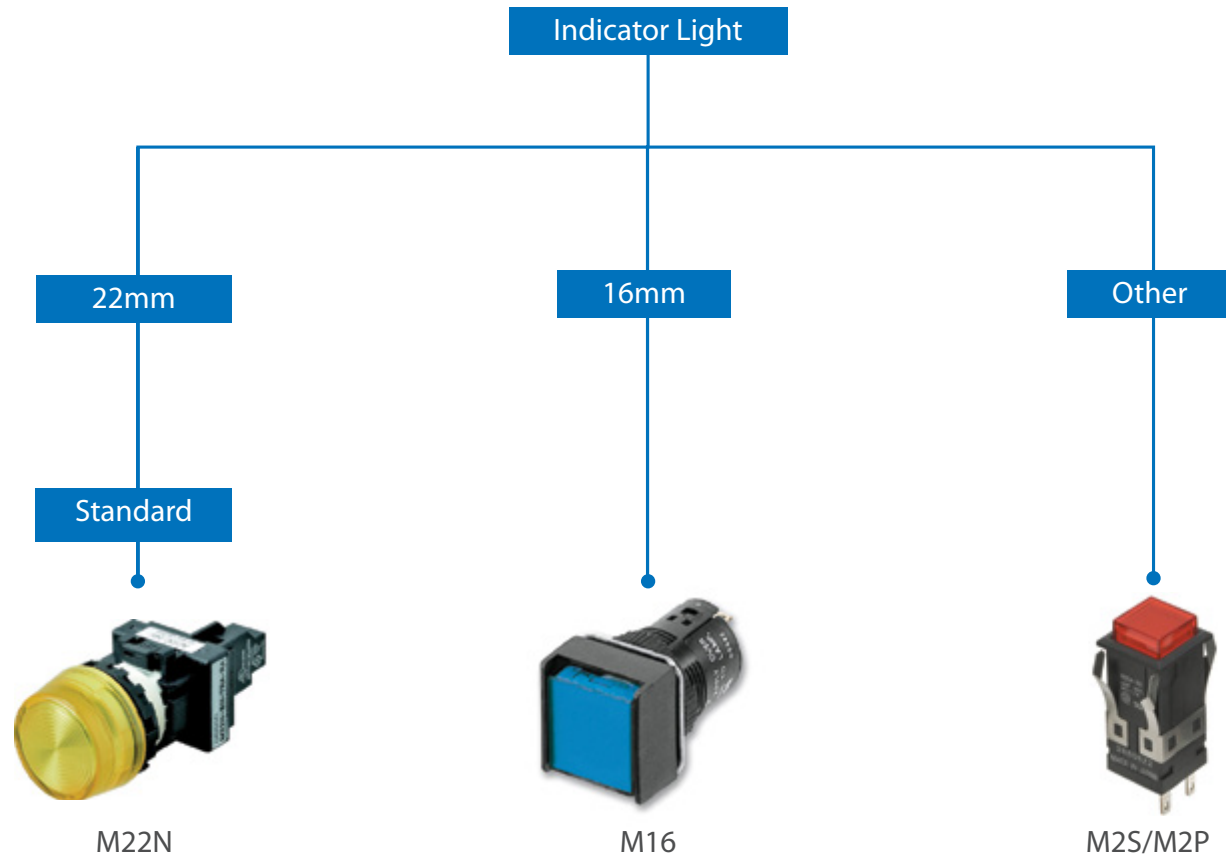 Indicator Light
22mm
16mm
Other
Standard
M22N
M16
M2S/M2P